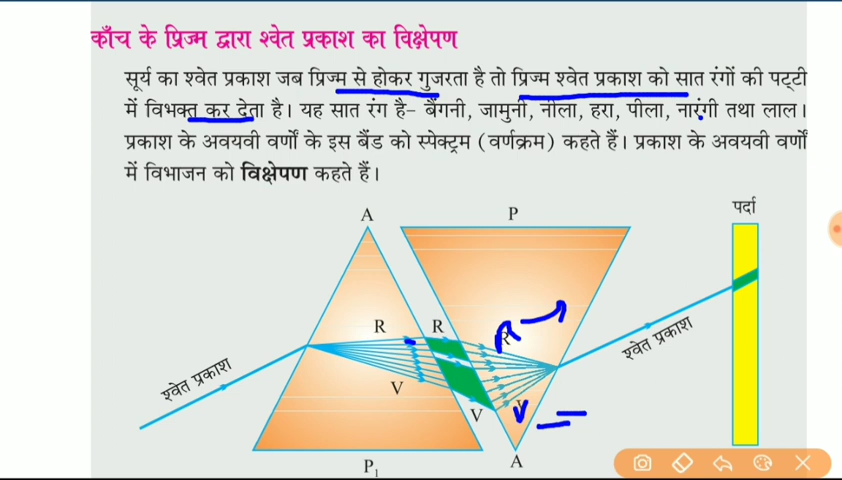 काँच के प्रिज्म द्वारा श्वेत प्रकाश का विक्षेपण
सूर्य का श्वेत प्रकाश जब प्रिज्म से होकर गुजरता है तो प्रिज्म श्वेत प्रकाश को सात रंगों की पट्टी
में विभक्त कर देता है। यह सात रंग है– बैंगनी, जामुनी, नीला, हरा, पीला, नारंगी तथा लाल।
प्रकाश के अवयवी वर्णों के इस बैंड को स्पेक्ट्रम (वर्णक्रम) कहते हैं। प्रकाश के अवयवी वर्णों
में विभाजन को विक्षेपण कहते हैं।
A
P
पर्दा
R
R
R
श्वेत प्रकाश
श्वेत प्रकाश
V
V
V
P₁
A